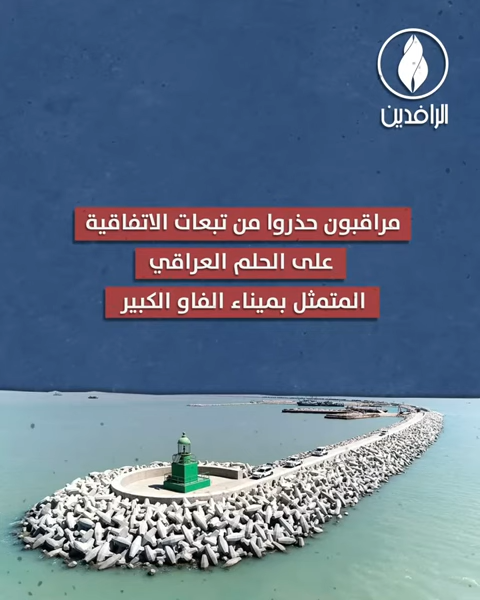 الرافدين
مراقبون حذروا من تبعات الاتفاقية
على الحلم العراقي
المتمثل بميناء الفاو الكبير